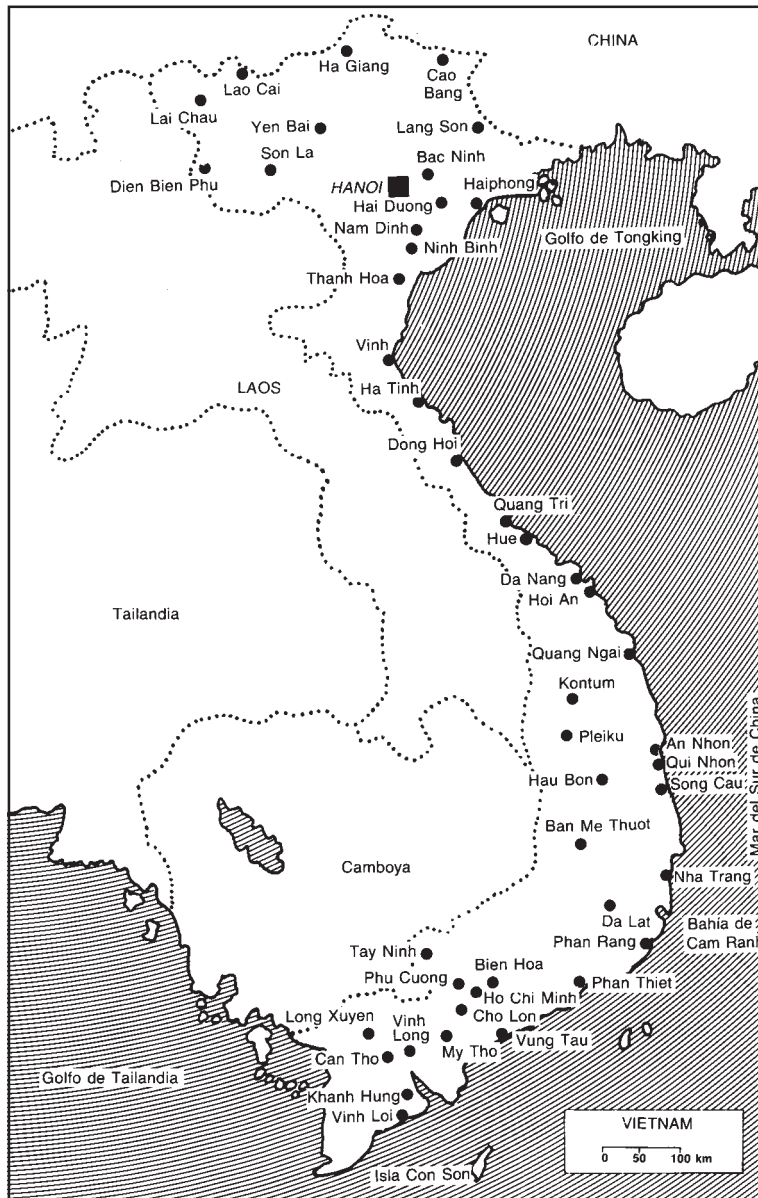 CHINA
Ha Giang
Cao
Bang
Lao Cai
Lai Chau
Yen Bai
Lang Son
Son La
Bac Ninh
Dien Bien Phu
HANOI
Haiphong
Hai Duong
Nam Dinh
Golfo de Tongking
Ninh Binh
Thanh Hoa
Vinh
LAOS
Ha Tinh
Dong Hoi
Quang Tri
Hue
Da Nang
Hoi An
Tailandia
Quang Ngai
Kontum
Mar del Sur de China
Pleiku
An Nhon
Qui Nhon
Hau Bon
Song Cau
Ban Me Thuot
Camboya
Nha Trang
Da Lat
Bahía de
Cam Ranh
Phan Rang
Tay Ninh
Bien Hoa
Phu Cuong
Phan Thiet
Ho Chi Minh
Long Xuyen
Vinh
Long
Cho Lon
Vung Tau
Can Tho
My Tho
Golfo de Tailandia
Khanh Hung
Vinh Loi
Isla Con Son
VIETNAM
0 50 100 km